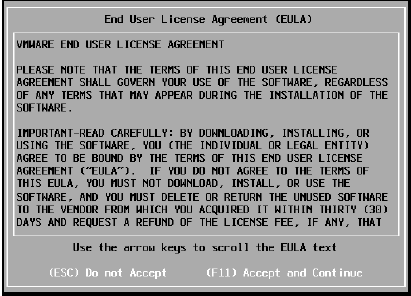 End User License Agreement (EULA)
VMWARE END USER LICENSE AGREEMENT
PLEASE NOTE THAT THE TERMS OF THIS END USER LICENSE
AGREEMENT SHALL GOVERN YOUR USE OF THE SOFTWARE, REGARDLESS
OF ANY TERMS THAT MAY APPEAR DURING THE INSTALLATION OF THE
SOFTWARE.
IMPORTANT-READ CAREFULLY: BY DOWNLOADING, INSTALLING, OR
USING THE SOFTWARE, YOU (THE INDIVIDUAL OR LEGAL ENTITY)
AGREE TO BE BOUND BY THE TERMS OF THIS END USER LICENSE
AGREEMENT ("EULA"). IF YOU DO NOT AGREE TO THE TERMS OF
THIS EULA, YOU MUST NOT DOWNLOAD, INSTALL, OR USE THE
SOFTWARE, AND YOU MUST DELETE OR RETURN THE UNUSED SOFTWARE
TO THE VENDOR FROM WHICH YOU ACQUIRED IT WITHIN THIRTY (30)
DAYS AND REQUEST A REFUND OF THE LICENSE FEE, IF ANY, THAT
Use the arrow keys to scroll the EULA text
(ESC) Do not Accept (F11) Accept and Continue